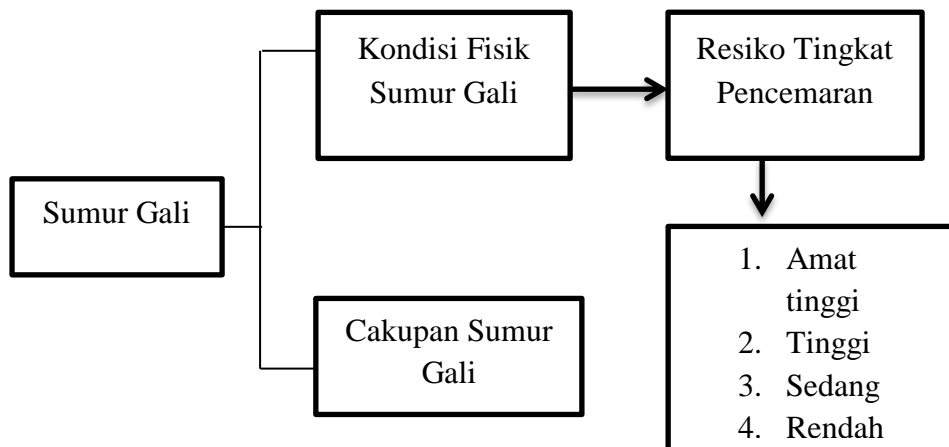 Kondisi Fisik
Sumur Gali
Resiko Tingkat
Pencemaran
Sumur Gali
Cakupan Sumur
Gali
1. Amat
tinggi
2. Tinggi
3. Sedang
4. Rendah